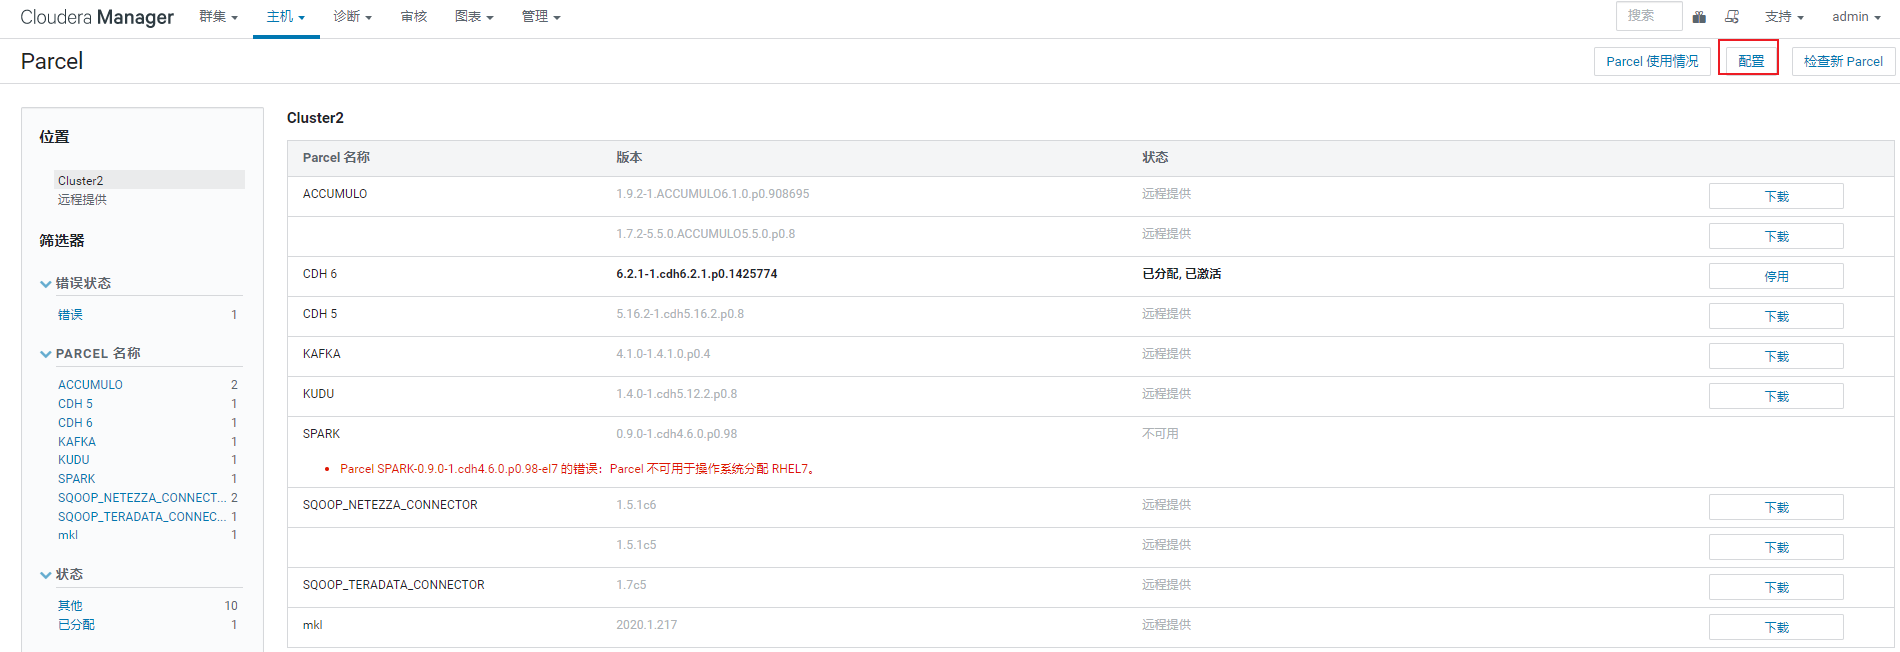 Cloudera Manager 群集 主机 诊断 审核 图表 管理 搜索 支持 admin
Parcel Parcel 使用情况 配置 检查新 Parcel
位置
Cluster2
远程提供
筛选器
错误状态
错误 1
PARCEL 名称
ACCUMULO 2
CDH 5 1
CDH 6 1
KAFKA 1
KUDU 1
SPARK 1
SQOOP_NETEZZA_CONNECT... 2
SQOOP_TERADATA_CONNEC... 1
mkl 1
状态
其他 10
已分配 1
Cluster2
Parcel 名称 版本 状态
ACCUMULO 1.9.2-1.ACCUMULO6.1.0.p0.908695 远程提供 下载
1.7.2-5.5.0.ACCUMULO5.5.0.p0.8 远程提供 下载
CDH 6 6.2.1-1.cdh6.2.1.p0.1425774 已分配, 已激活 停用
CDH 5 5.16.2-1.cdh5.16.2.p0.8 远程提供 下载
KAFKA 4.1.0-1.4.1.0.p0.4 远程提供 下载
KUDU 1.4.0-1.cdh5.12.2.p0.8 远程提供 下载
SPARK 0.9.0-1.cdh4.6.0.p0.98 不可用
• Parcel SPARK-0.9.0-1.cdh4.6.0.p0.98-el7 的错误：Parcel 不可用于操作系统分配 RHEL7。
SQOOP_NETEZZA_CONNECTOR 1.5.1c6 远程提供 下载
1.5.1c5 远程提供 下载
SQOOP_TERADATA_CONNECTOR 1.7c5 远程提供 下载
mkl 2020.1.217 远程提供 下载